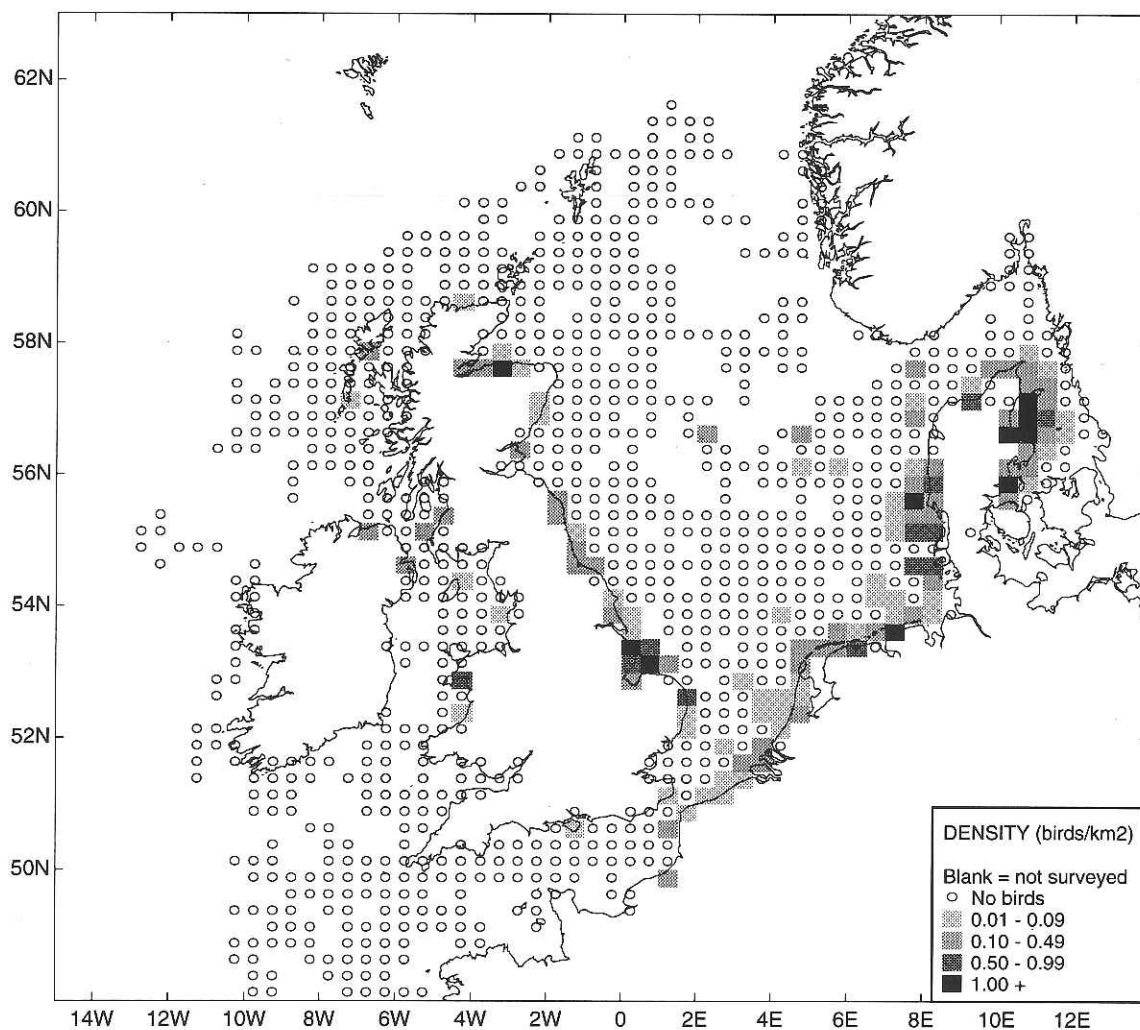 62N
60N
58N
56N
54N
52N
50N
DENSITY (birds/km2)
Blank = not surveyed
No birds
0.01 - 0.09
0.10 - 0.49
0.50 - 0.99
1.00 +
14W 12W 10W 8W 6W 4W 2W 0 2E 4E 6E 8E 10E 12E